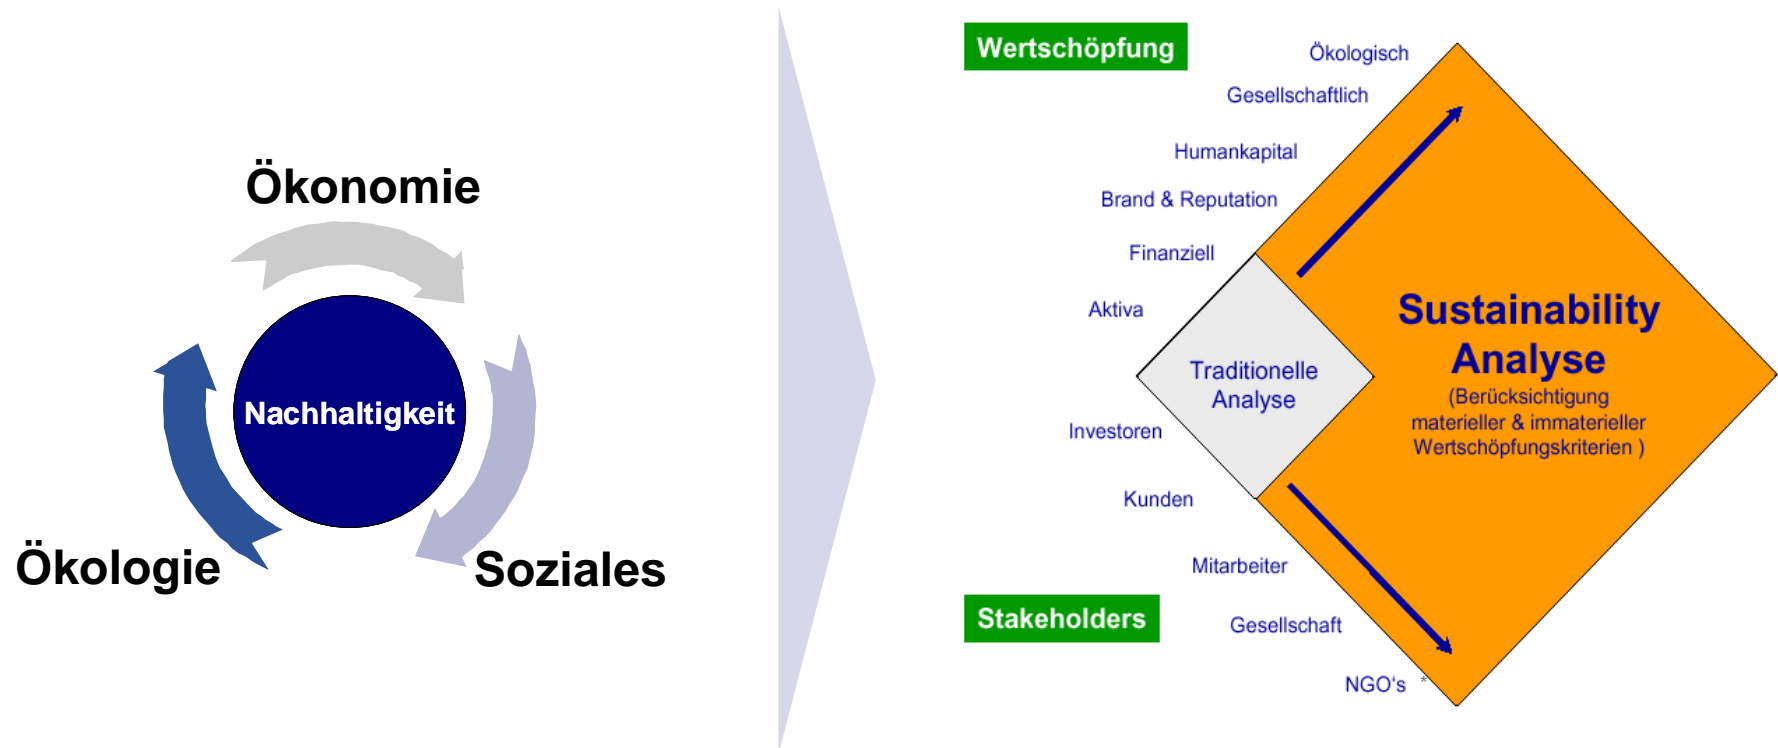 Ökonomie
Nachhaltigkeit
Ökologie
Soziales
Wertschöpfung
Ökologisch
Gesellschaftlich
Humankapital
Brand & Reputation
Finanziell
Aktiva
Traditionelle
Analyse
Sustainability
Analyse
(Berücksichtigung
materieller & immaterieller
Wertschöpfungskriterien )
Investoren
Kunden
Mitarbeiter
Stakeholders
Gesellschaft
NGO's *